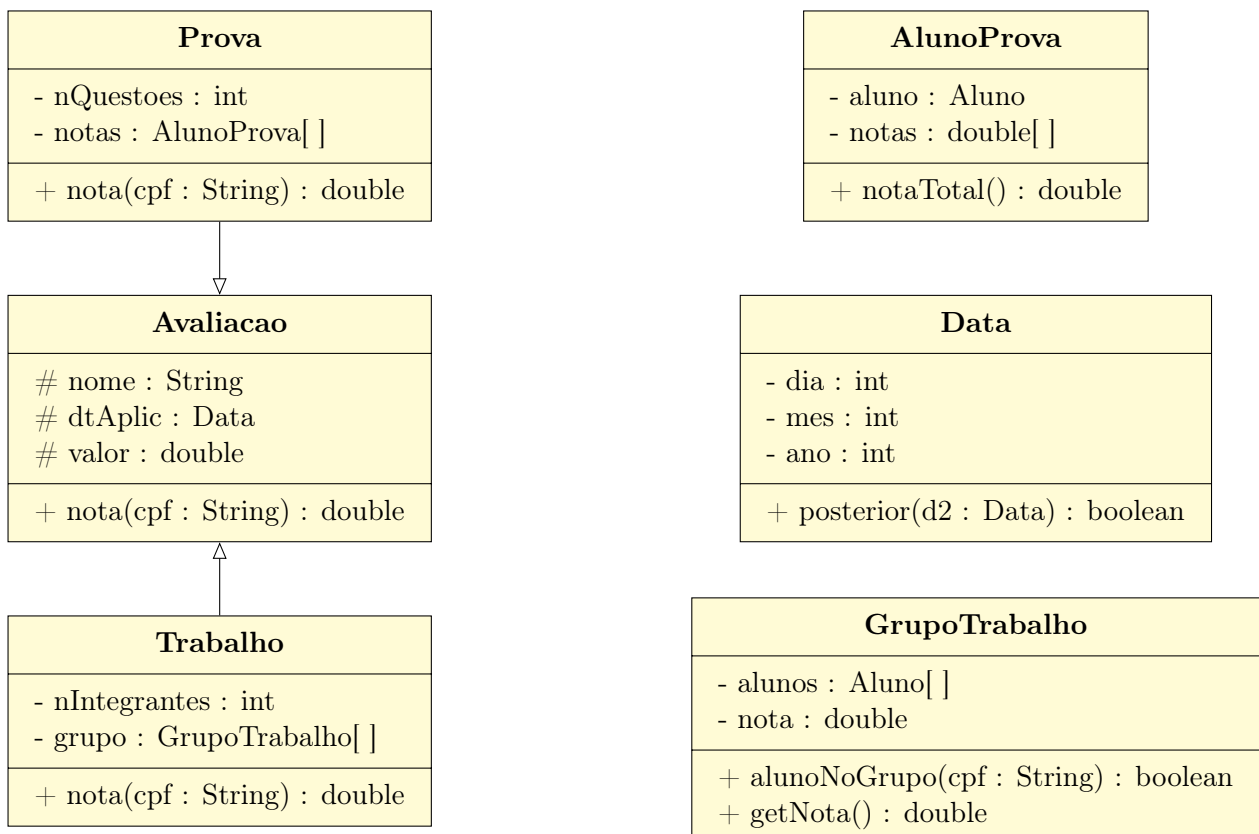 Prova
- nQuestoes : int
- notas : AlunoProva[ ]
+ nota(cpf : String) : double
AlunoProva
- aluno : Aluno
- notas : double[ ]
+ notaTotal() : double
Avaliacao
# nome : String
# dtAplic : Data
# valor : double
+ nota(cpf : String) : double
Data
- dia : int
- mes : int
- ano : int
+ posterior(d2 : Data) : boolean
Trabalho
- nIntegrantes : int
- grupo : GrupoTrabalho[ ]
+ nota(cpf : String) : double
GrupoTrabalho
- alunos : Aluno[ ]
- nota : double
+ alunoNoGrupo(cpf : String) : boolean
+ getNota() : double